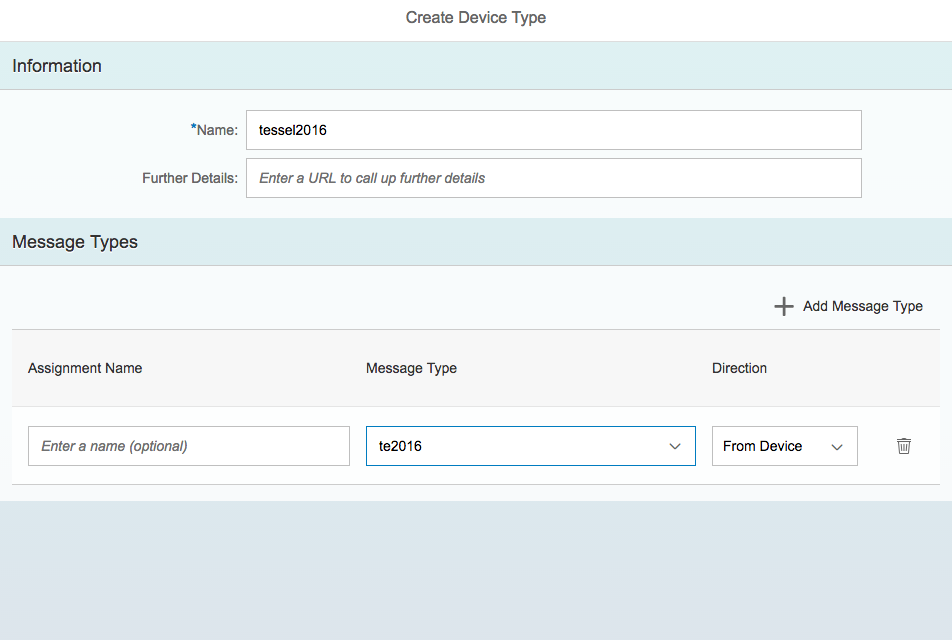 Create Device Type
Information
*Name: tessel2016
Further Details: Enter a URL to call up further details
Message Types
Add Message Type
Assignment Name Message Type Direction
Enter a name (optional) te2016 From Device